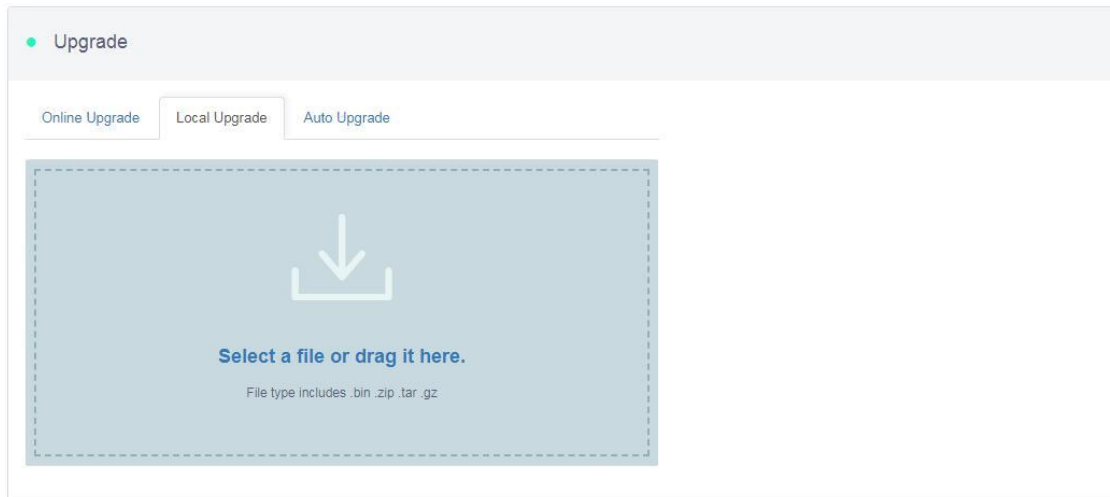 Upgrade
Online Upgrade Local Upgrade Auto Upgrade
Select a file or drag it here.
File type includes .bin .zip .tar .gz